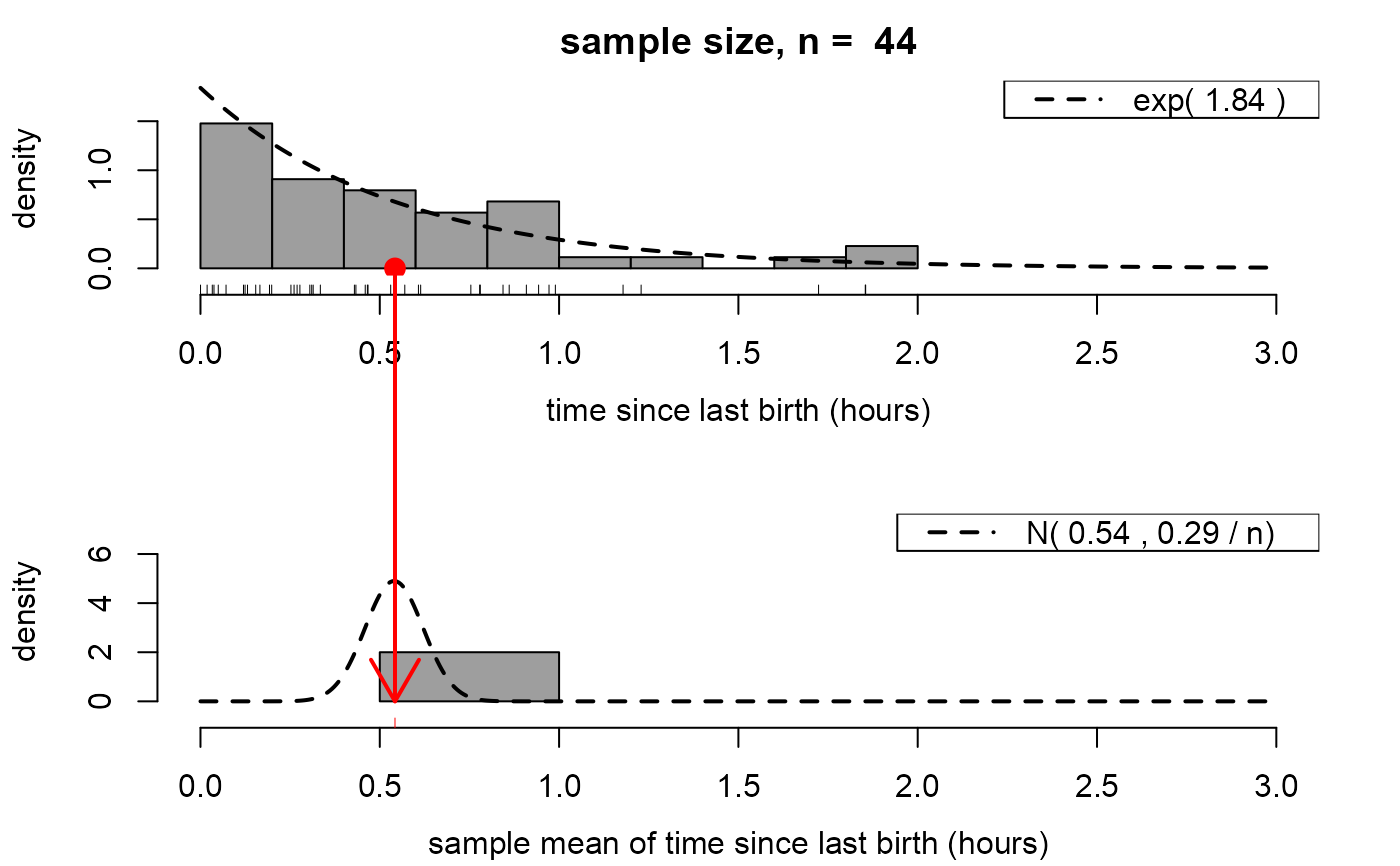 sample size, n =  44
exp( 1.84 )
density
1.0
0.0
0.0 0.5 1.0 1.5 2.0 2.5 3.0
time since last birth (hours)
N( 0.54 , 0.29 / n)
density
6
4
2
0
0.0 0.5 1.0 1.5 2.0 2.5 3.0
sample mean of time since last birth (hours)